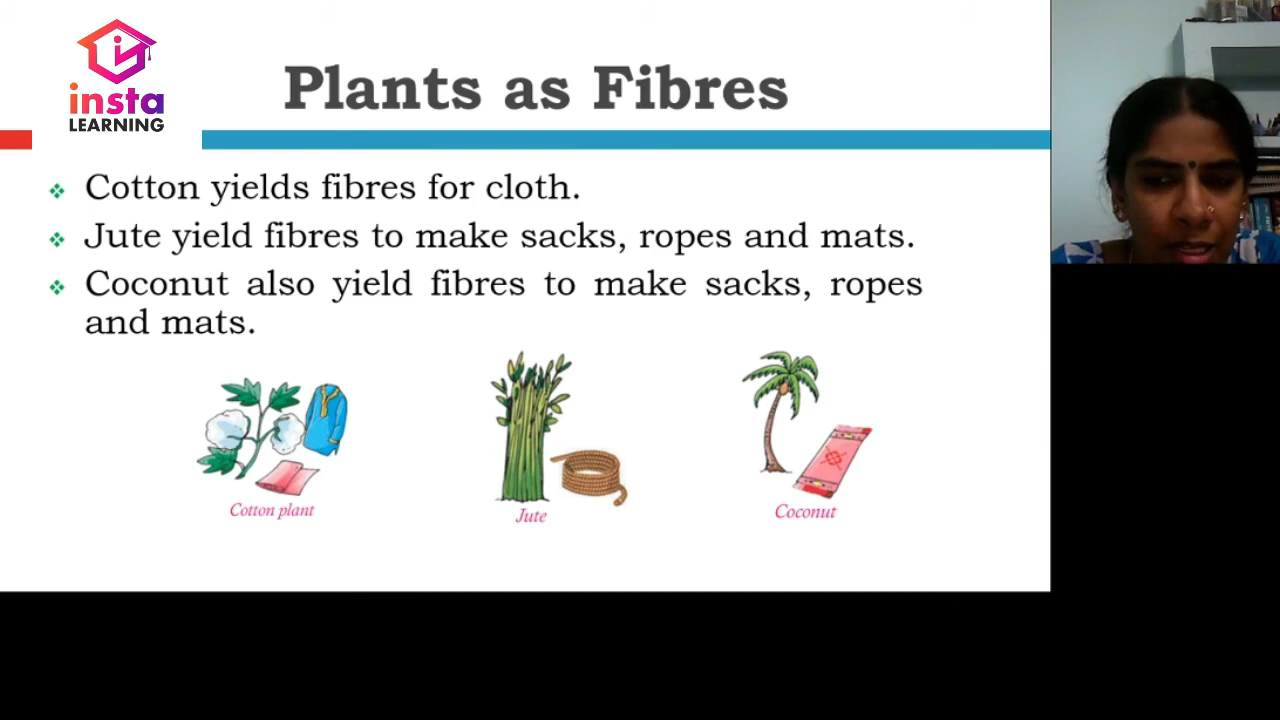 insta
LEARNING
Plants as Fibres
Cotton yields fibres for cloth.
Jute yield fibres to make sacks, ropes and mats.
Coconut also yield fibres to make sacks, ropes
and mats.
Cotton plant
Jute
Coconut